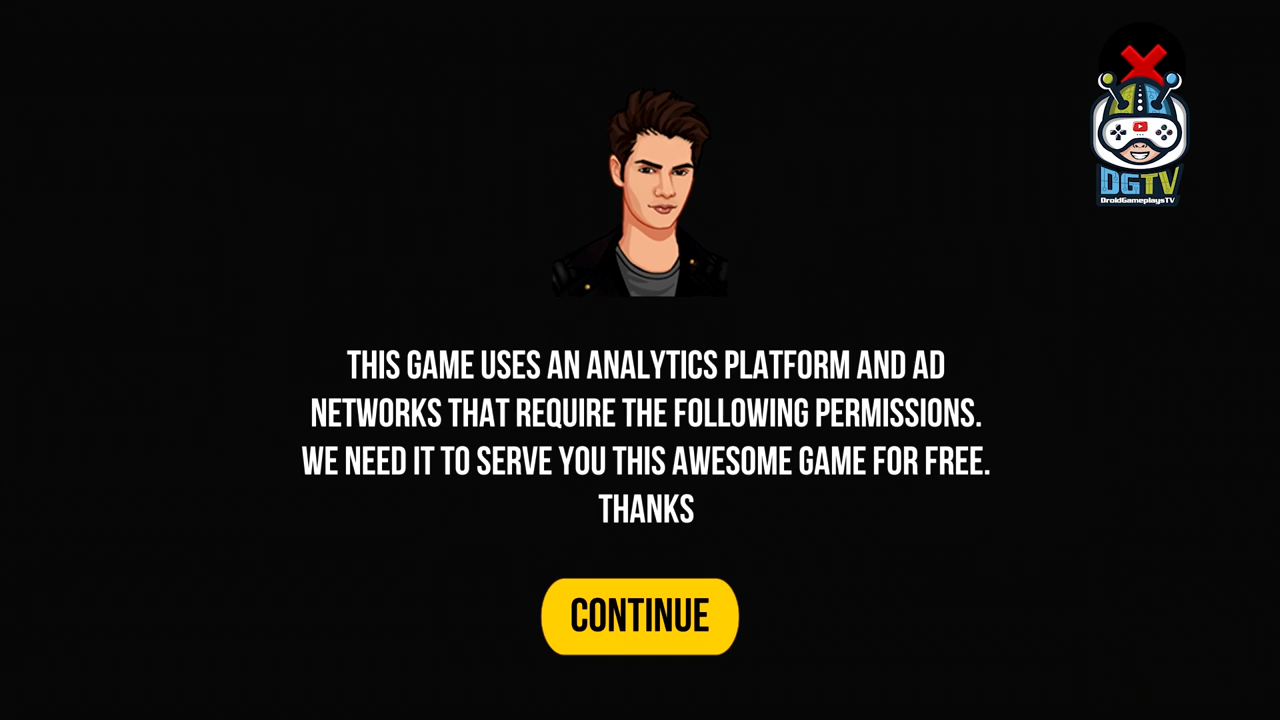 DGTV
DroidGameplaysTV
THIS GAME USES AN ANALYTICS PLATFORM AND AD
NETWORKS THAT REQUIRE THE FOLLOWING PERMISSIONS.
WE NEED IT TO SERVE YOU THIS AWESOME GAME FOR FREE.
THANKS
CONTINUE